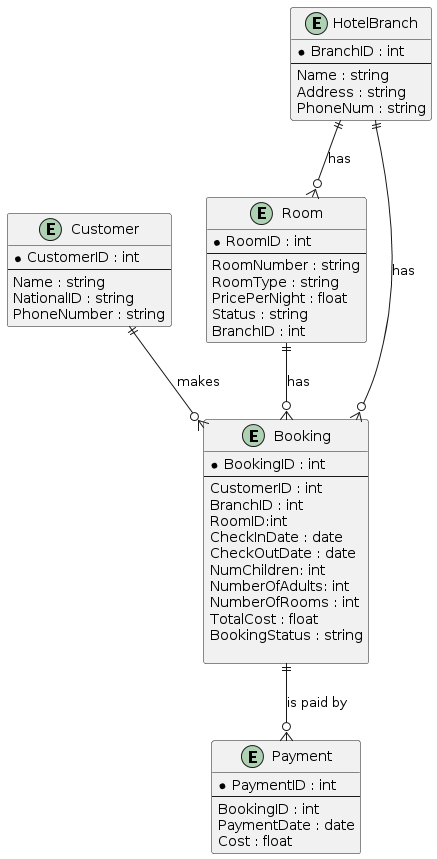 E HotelBranch
BranchID : int
Name : string
Address : string
PhoneNum : string
has
E Customer
CustomerID : int
Name : string
NationalID : string
PhoneNumber : string
E Room
RoomID : int
RoomNumber : string
RoomType : string
PricePerNight : float
Status : string
BranchID : int
has
makes
has
E Booking
BookingID : int
CustomerID : int
BranchID : int
RoomID:int
CheckInDate : date
CheckOutDate : date
NumChildren: int
NumberOfAdults: int
NumberOfRooms : int
TotalCost : float
BookingStatus : string
is paid by
E Payment
PaymentID : int
BookingID : int
PaymentDate : date
Cost : float